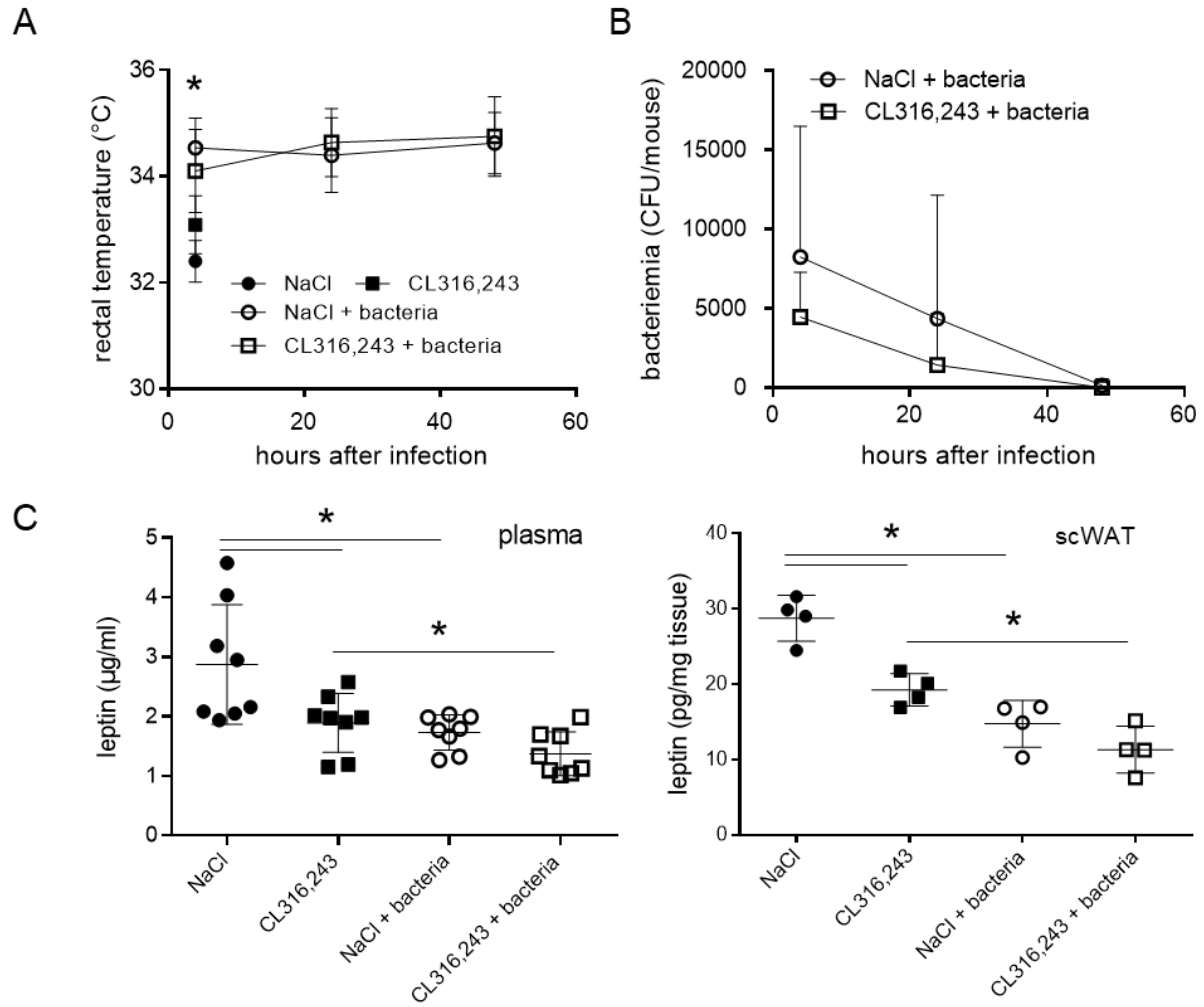 A
36
34
32
30
rectal temperature (°C)
*
NaCl
CL316,243
NaCl + bacteria
CL316,243 + bacteria
0
20
40
60
hours after infection
B
20000
15000
10000
5000
0
bacteriemia (CFU/mouse)
NaCl + bacteria
CL316,243 + bacteria
0
20
40
60
hours after infection
C
5
4
3
2
1
0
leptin (µg/ml)
plasma
*
*
NaCl
CL316,243
NaCl + bacteria
CL316,243 + bacteria
40
30
20
10
0
leptin (pg/mg tissue)
scWAT
*
*
NaCl
CL316,243
NaCl + bacteria
CL316,243 + bacteria